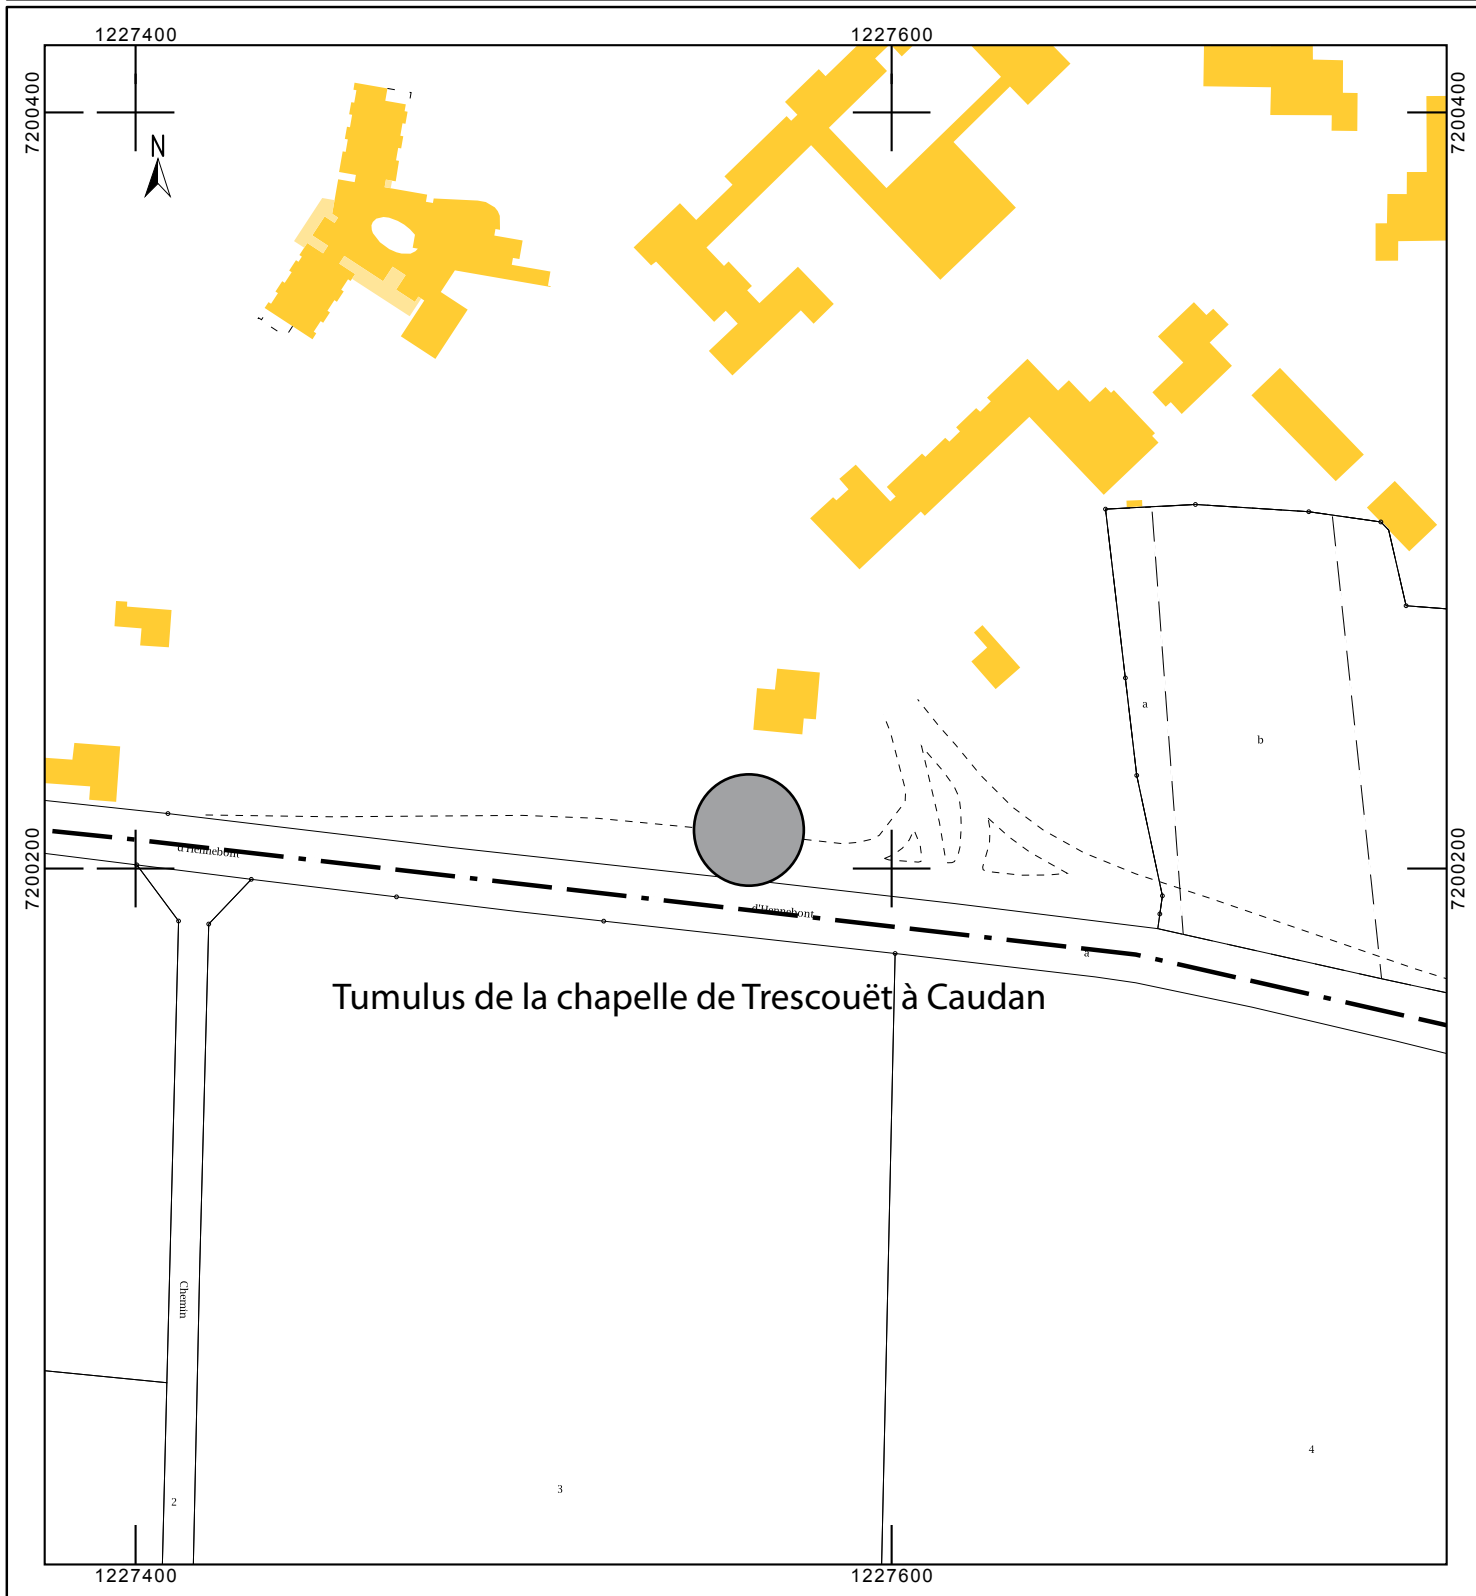 1227400
1227600
7200400
7200400
N
a
b
7200200
7200200
d'Hennebont
d'Hennebont
a
Tumulus de la chapelle de Trescouët à Caudan
Chemin
4
3
2
1227400
1227600